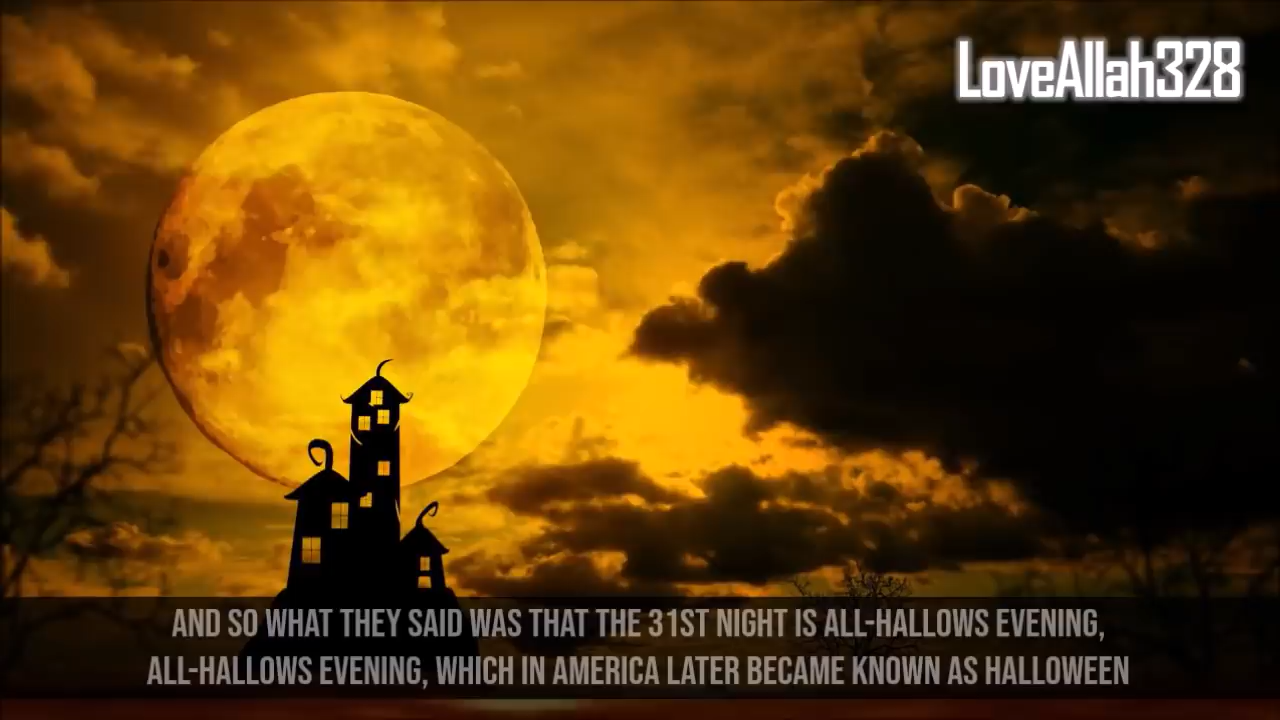 LoveAllah328
AND SO WHAT THEY SAID WAS THAT THE 31ST NIGHT IS ALL-HALLOWS EVENING,
ALL-HALLOWS EVENING, WHICH IN AMERICA LATER BECAME KNOWN AS HALLOWEEN